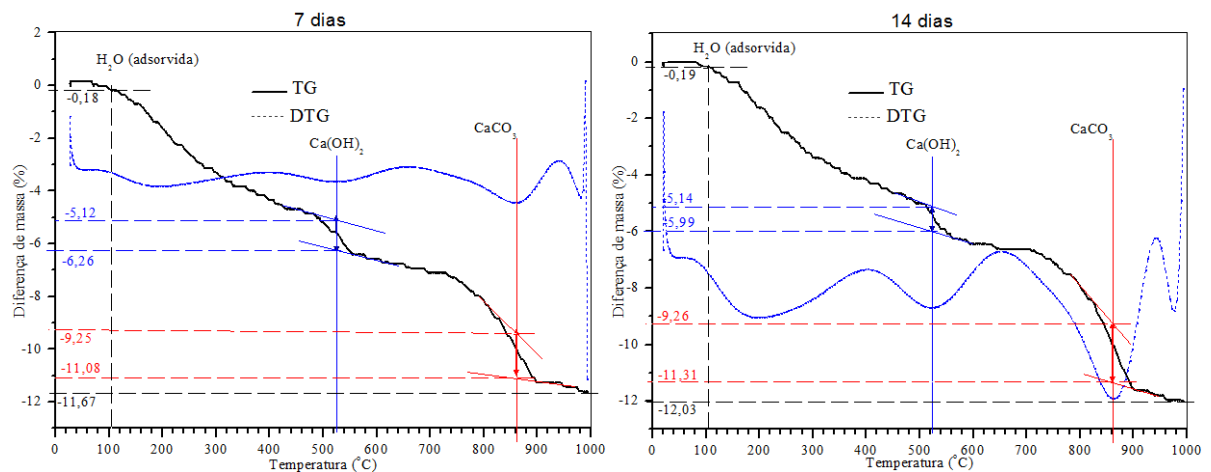 7 dias
2
0
-2
-4
-6
-8
-10
-12
Diferença de massa (%)
H2O (adsorvida)
TG
DTG
CaCO3
Ca(OH)2
-0,18
-5,12
-6,26
-9,25
-11,08
-11,67
0 100 200 300 400 500 600 700 800 900 1000
Temperatura (°C)
14 dias
0
-2
-4
-6
-8
-10
-12
Diferença de massa (%)
H2O (adsorvida)
TG
DTG
CaCO3
Ca(OH)2
-0,19
-5,14
-5,99
-9,26
-11,31
-12,03
0 100 200 300 400 500 600 700 800 900 1000
Temperatura (°C)